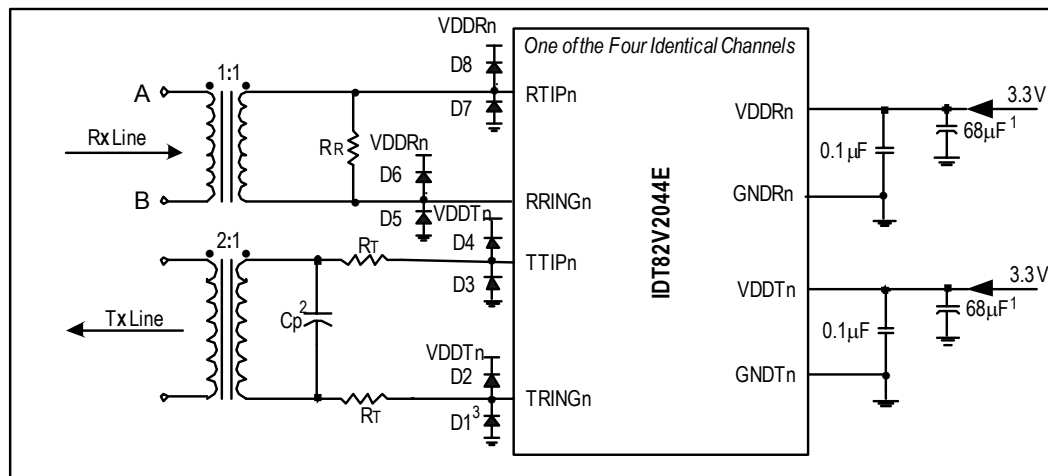 One of the Four Identical Channels
VDDRn
D8
D7
1:1
A
Rx Line
B
RR
VDDRn
D6
D5
RTIPn
RRINGn
VDDRn
3.3V
68µF1
0.1µF
GNDRn
IDT82V2044E
VDDTn
D4
D3
2:1
RT
TTIPn
Tx Line
Cp2
VDDTn
D2
D13
RT
TRINGn
VDDTn
3.3V
68µF1
0.1µF
GNDTn